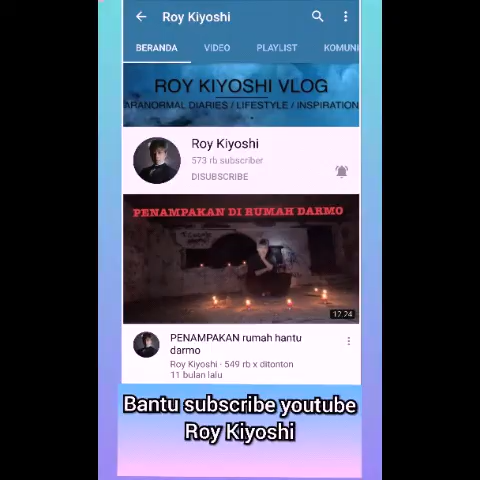 Roy Kiyoshi
BERANDA VIDEO PLAYLIST KOMUNI
ROY KIYOSHI VLOG
ARANORMAL DIARIES / LIFESTYLE / INSPIRATION
Roy Kiyoshi
573 rb subscriber
DISUBSCRIBE
PENAMPAKAN DI RUMAH DARMO
12.24
PENAMPAKAN rumah hantu
darmo
Roy Kiyoshi · 549 rb x ditonton
11 bulan lalu
Bantu subscribe youtube
Roy Kiyoshi